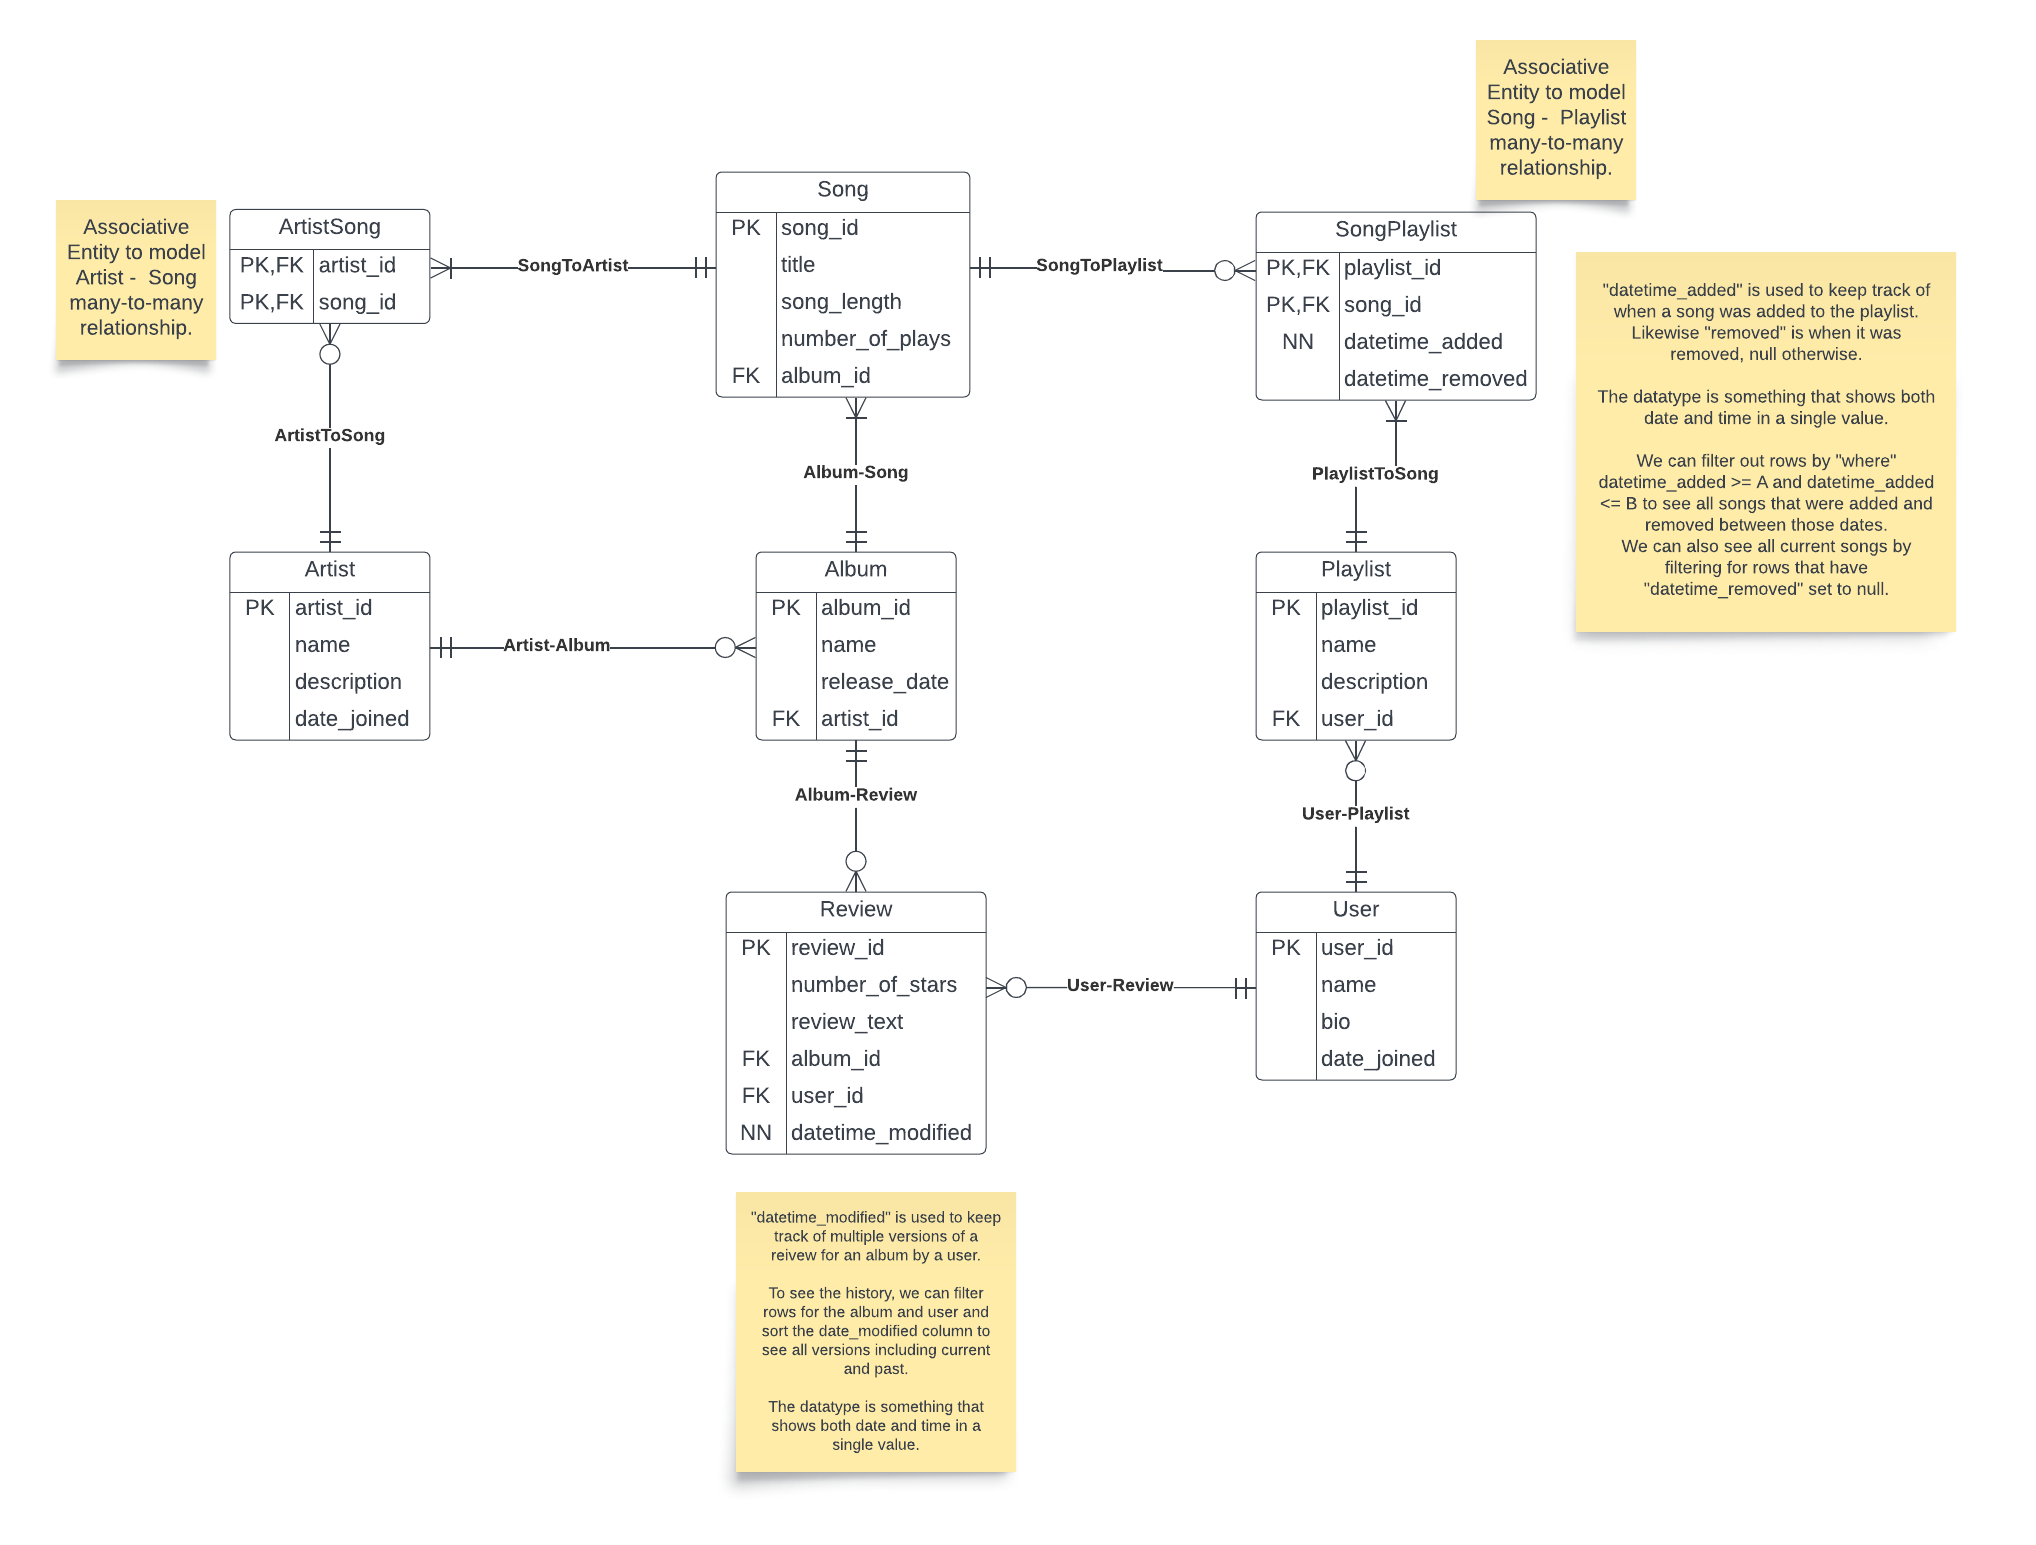 Associative
Entity to model
Song -  Playlist
many-to-many
relationship.
Associative
Entity to model
Artist -  Song
many-to-many
relationship.
ArtistSong
PK,FK artist_id
PK,FK song_id
SongToArtist
Song
PK song_id
title
song_length
number_of_plays
FK album_id
SongToPlaylist
SongPlaylist
PK,FK playlist_id
PK,FK song_id
NN datetime_added
datetime_removed
"datetime_added" is used to keep track of
when a song was added to the playlist.
Likewise "removed" is when it was
removed, null otherwise.
The datatype is something that shows both
date and time in a single value.
We can filter out rows by "where"
datetime_added >= A and datetime_added
<= B to see all songs that were added and
removed between those dates.
We can also see all current songs by
filtering for rows that have
"datetime_removed" set to null.
ArtistToSong
Album-Song
PlaylistToSong
Artist
PK artist_id
name
description
date_joined
Artist-Album
Album
PK album_id
name
release_date
FK artist_id
Playlist
PK playlist_id
name
description
FK user_id
Album-Review
User-Playlist
Review
PK review_id
number_of_stars
review_text
FK album_id
FK user_id
NN datetime_modified
User-Review
User
PK user_id
name
bio
date_joined
"datetime_modified" is used to keep
track of multiple versions of a
reivew for an album by a user.
To see the history, we can filter
rows for the album and user and
sort the date_modified column to
see all versions including current
and past.
The datatype is something that
shows both date and time in a
single value.